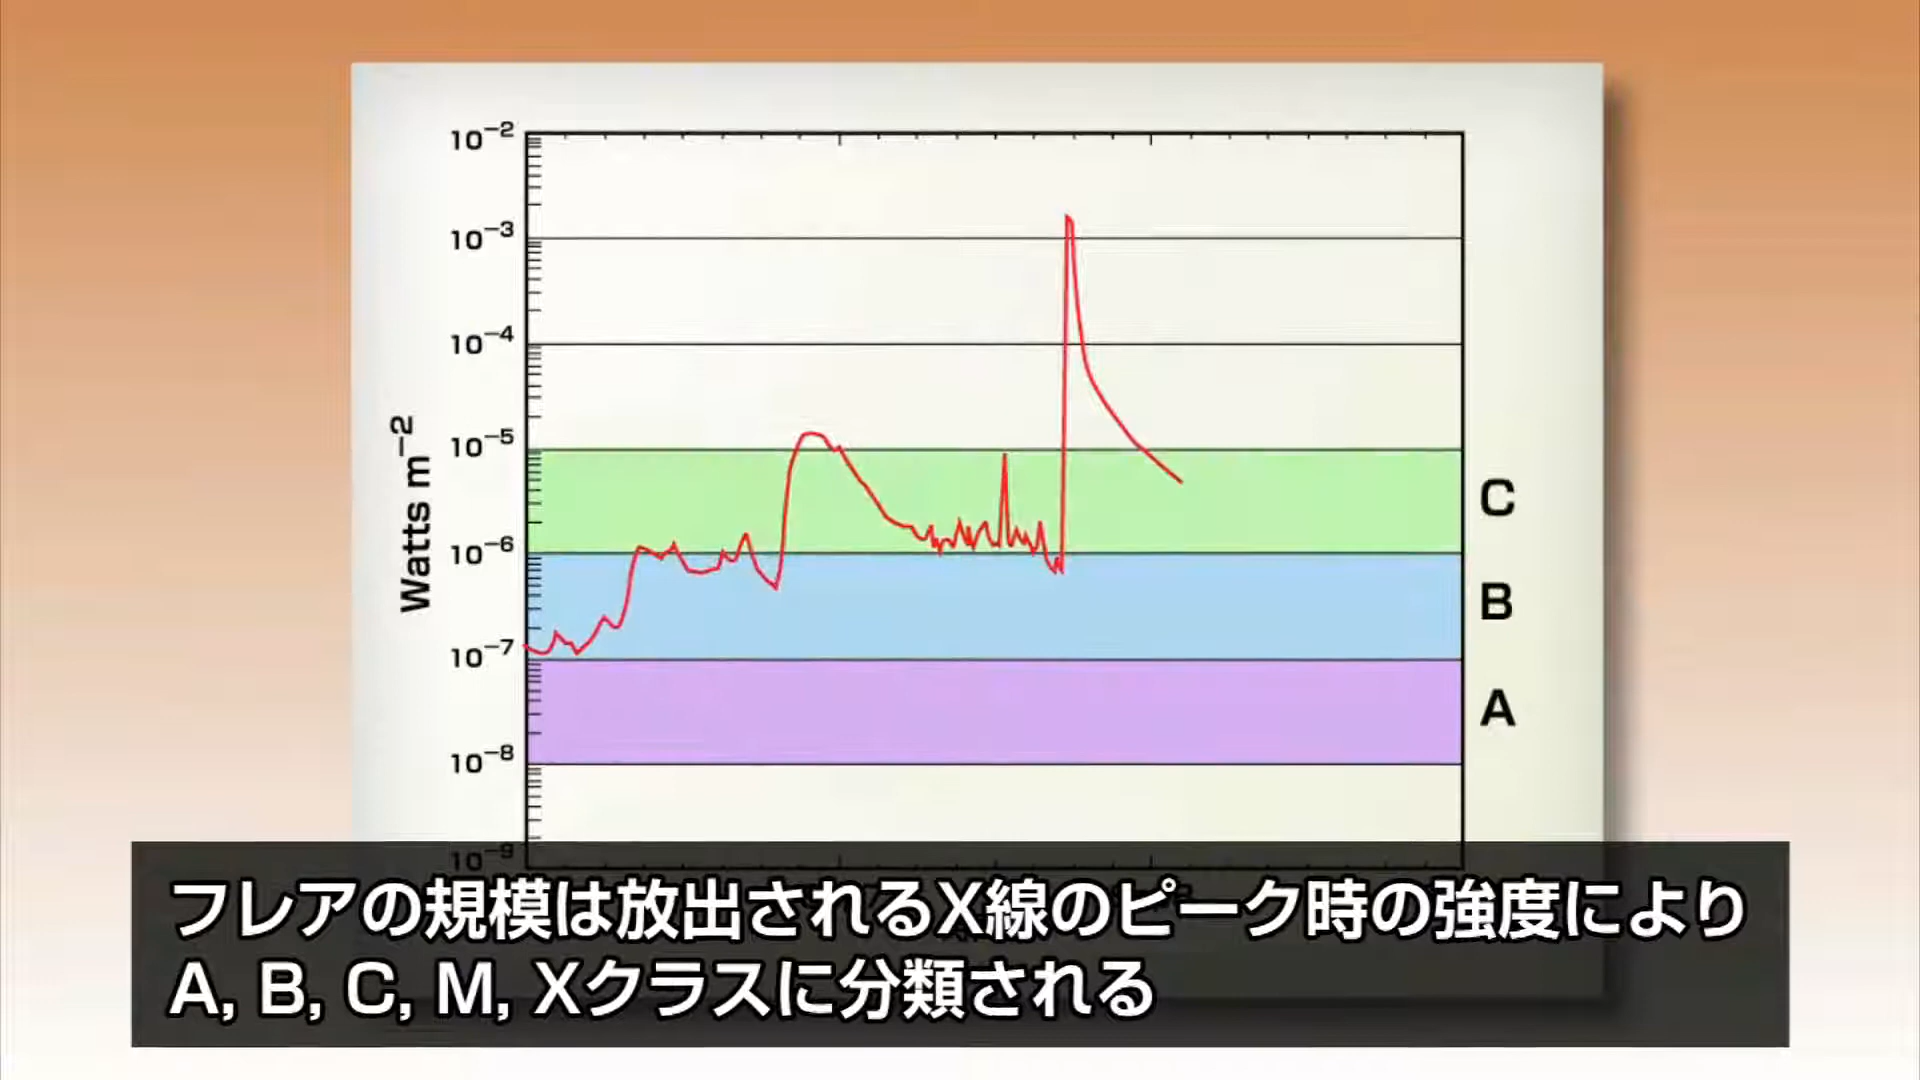 10−2
10−3
10−4
10−5
10−6
10−7
10−8
10−9
Watts m−2
C
B
A
フレアの規模は放出されるX線のピーク時の強度により
A, B, C, M, Xクラスに分類される